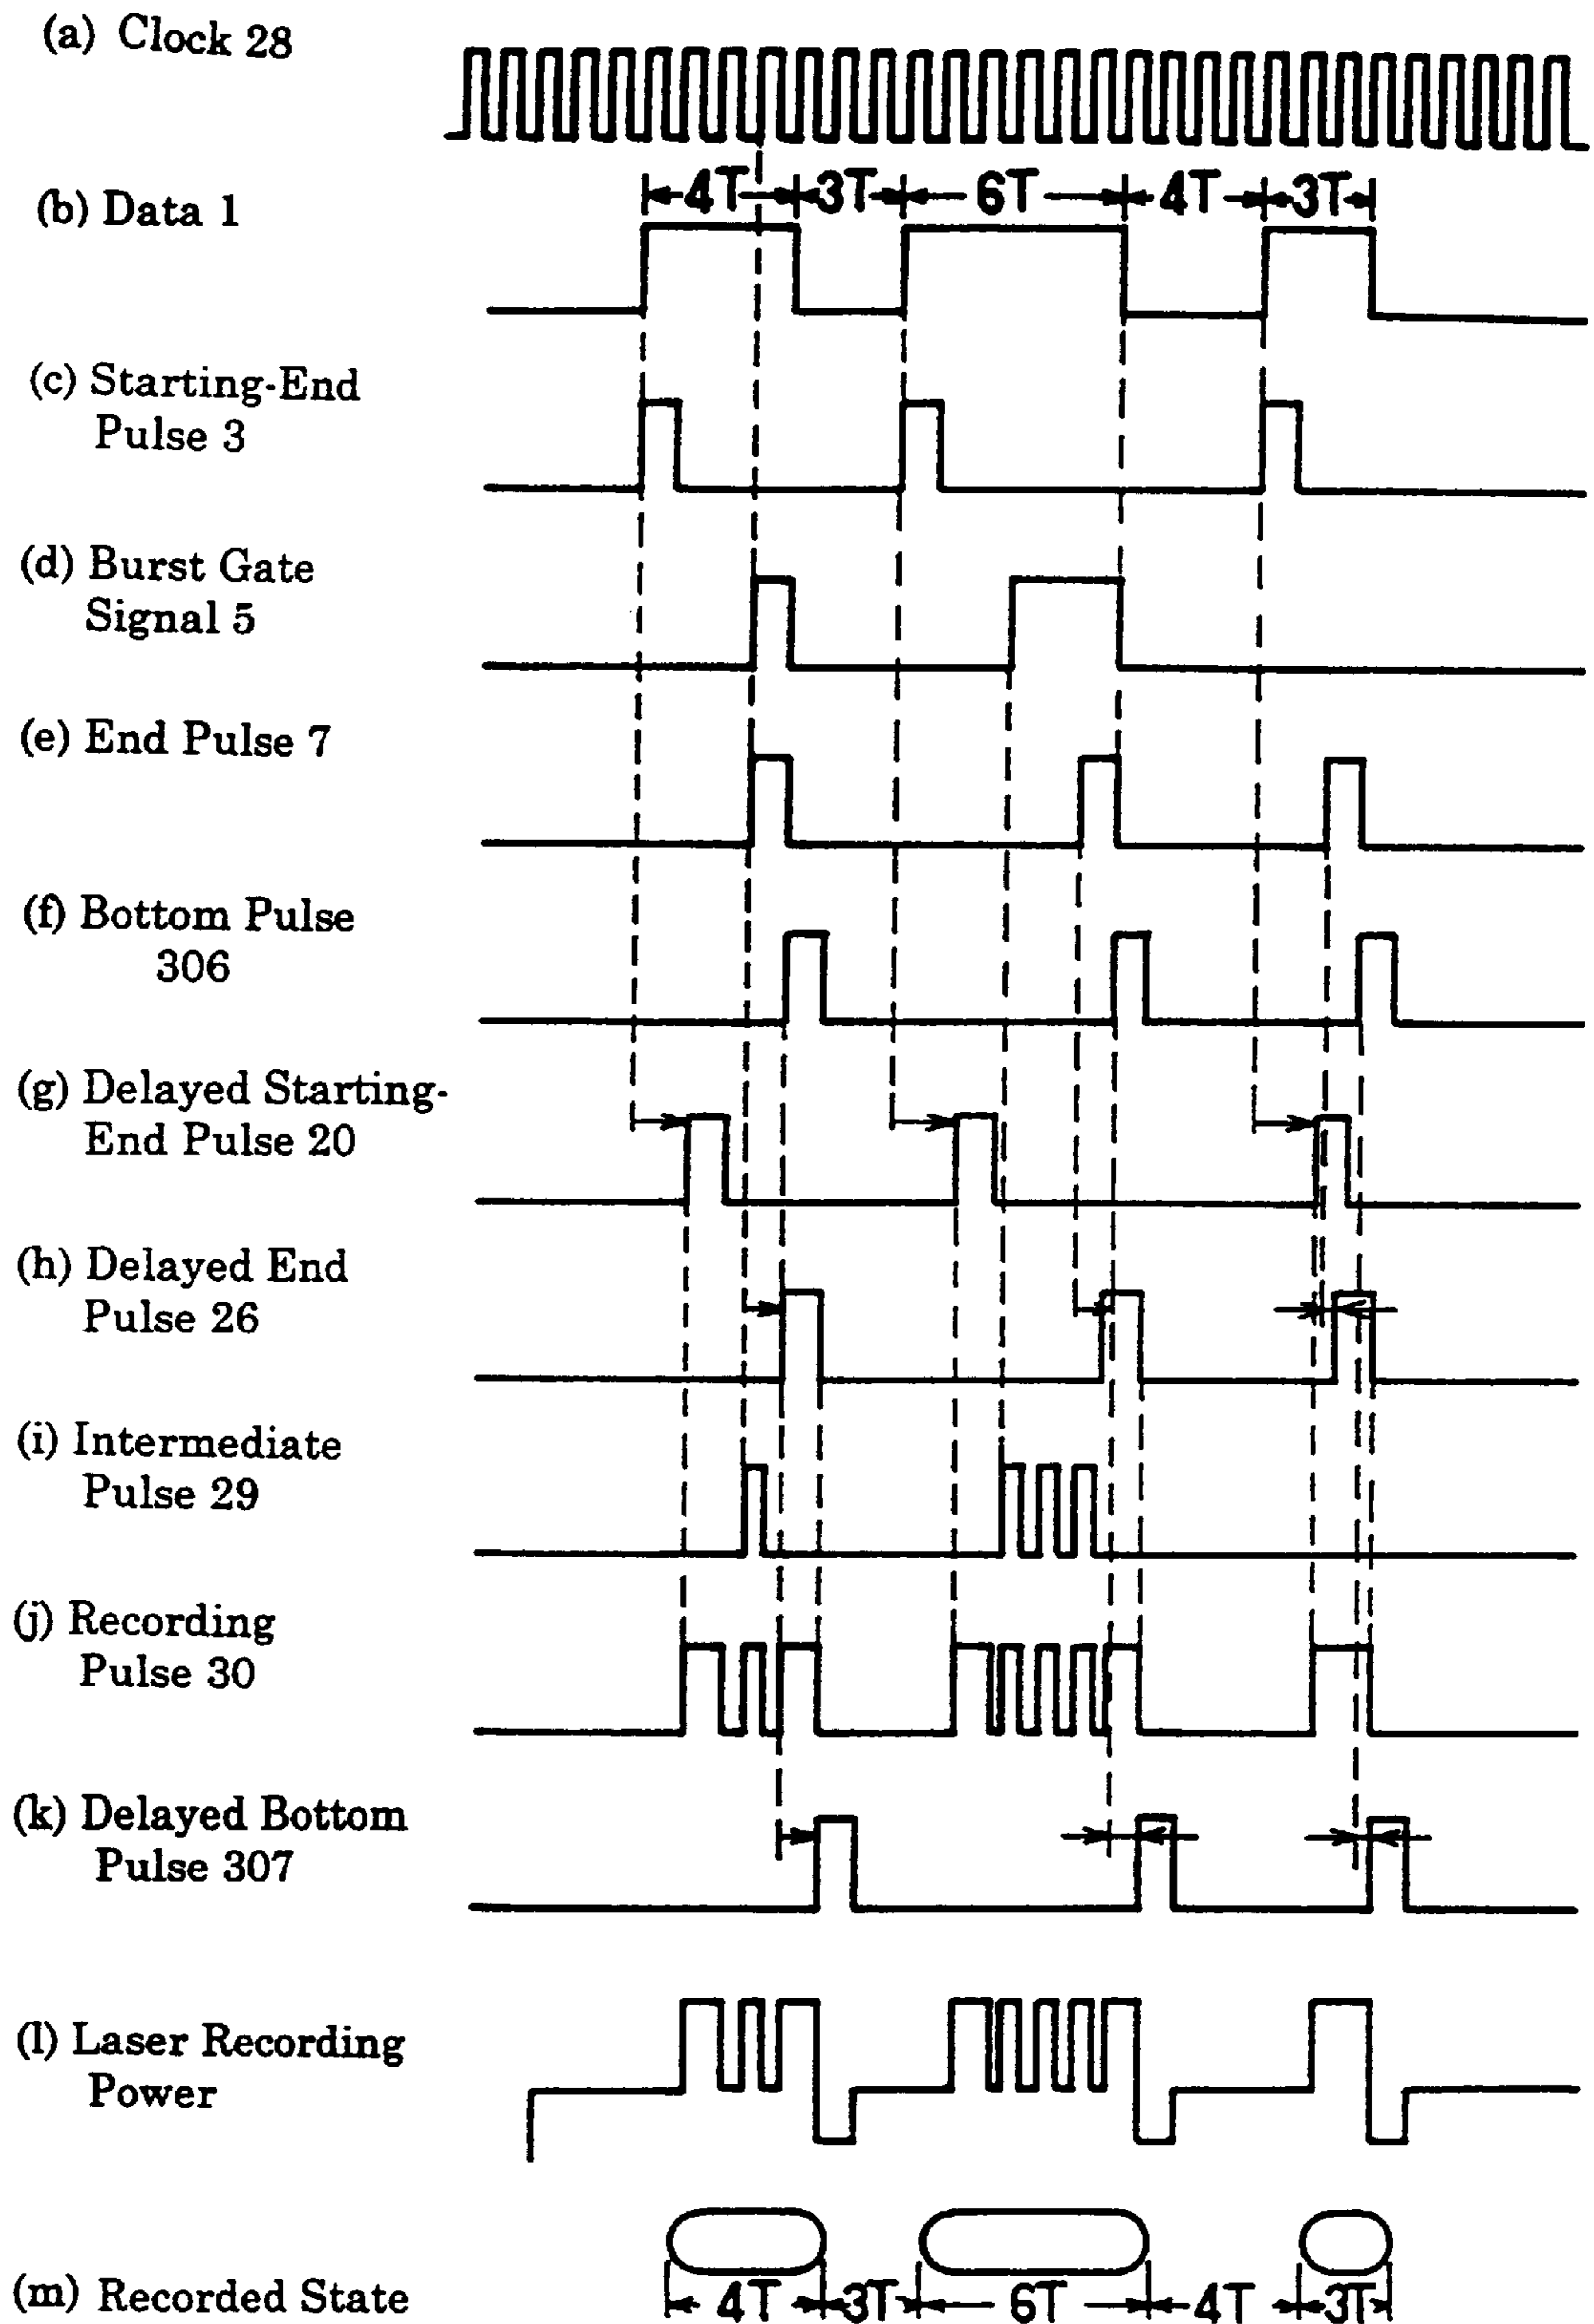 (a) Clock 28
(b) Data 1
4T 3T 6T 4T 3T
(c) Starting-End
Pulse 3
(d) Burst Gate
Signal 5
(e) End Pulse 7
(f) Bottom Pulse
306
(g) Delayed Starting-
End Pulse 20
(h) Delayed End
Pulse 26
(i) Intermediate
Pulse 29
(j) Recording
Pulse 30
(k) Delayed Bottom
Pulse 307
(l) Laser Recording
Power
(m) Recorded State
4T 3T 6T 4T 3T